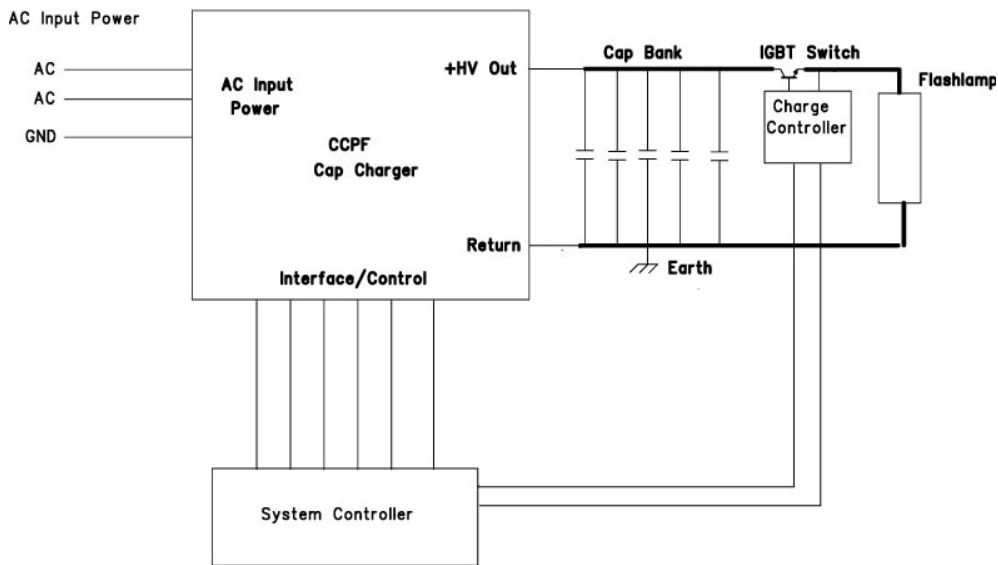 AC Input Power
AC
AC
GND
AC Input
Power
CCPF
Cap Charger
+HV Out
Return
Interface/Control
Cap Bank
IGBT Switch
Flashlamp
Charge
Controller
Earth
System Controller